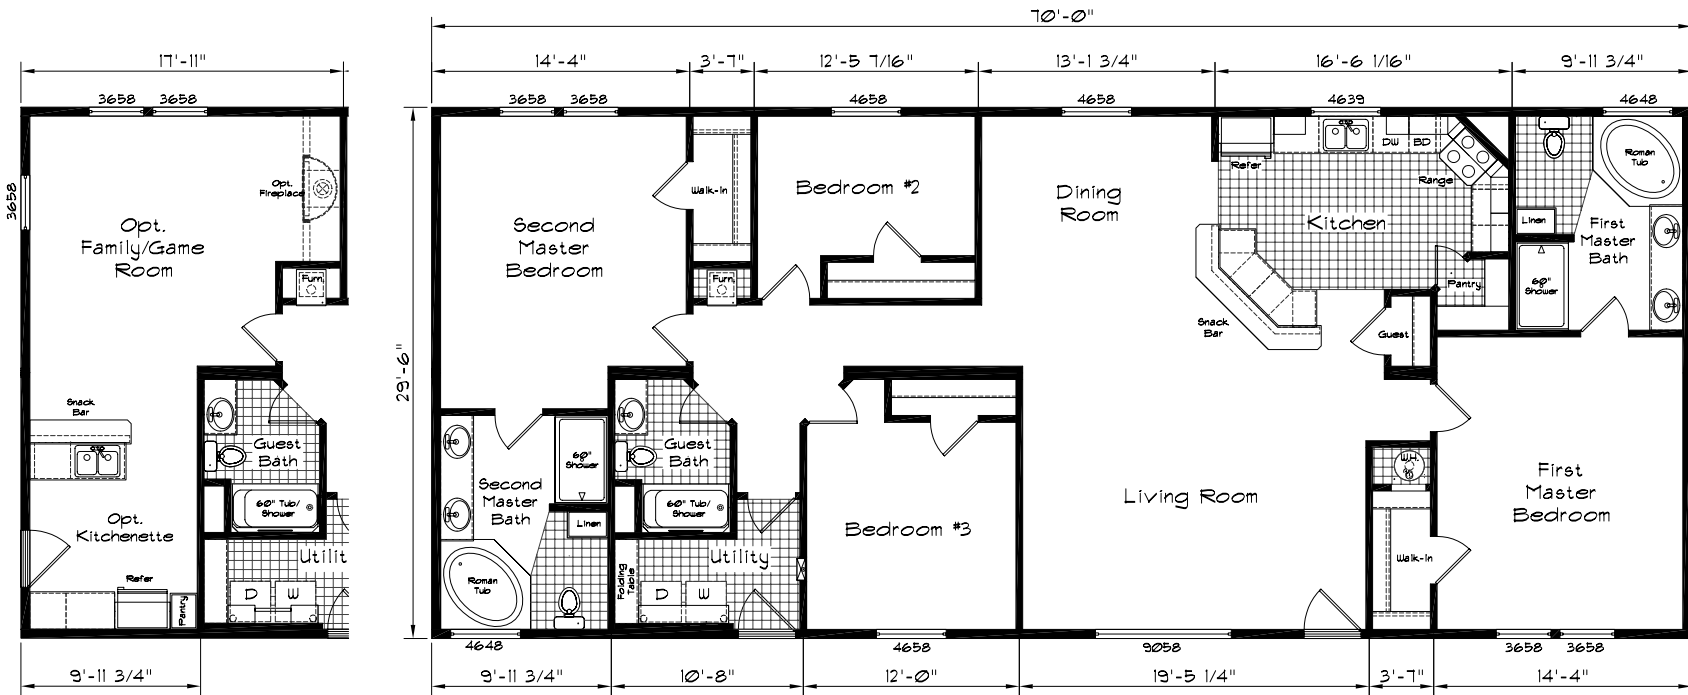 70'-0"
17'-11"
14'-4"
3'-7"
12'-5 7/16"
13'-1 3/4"
16'-6 1/16"
9'-11 3/4"
3658
3658
3658
3658
4658
4658
4639
4648
3658
Opt.
Fireplace
Opt.
Family/Game
Room
Furn
Snack
Bar
Guest
Bath
60" Tub/
Shower
Opt.
Kitchenette
Utilit
Refer
Pantry
D
W
9'-11 3/4"
29'-6"
Second
Master
Bedroom
Walk-In
Furn
Bedroom #2
Dining
Room
Refer
DW
BD
Range
Kitchen
Pantry
Snack
Bar
Guest
Roman
Tub
Linen
First
Master
Bath
60"
Shower
60"
Shower
Second
Master
Bath
Linen
Roman
Tub
Guest
Bath
60" Tub/
Shower
Utility
Folding
Table
D
W
Bedroom #3
Living Room
W.H.
Walk-In
First
Master
Bedroom
4648
4658
9058
3658
3658
9'-11 3/4"
10'-8"
12'-0"
19'-5 1/4"
3'-7"
14'-4"